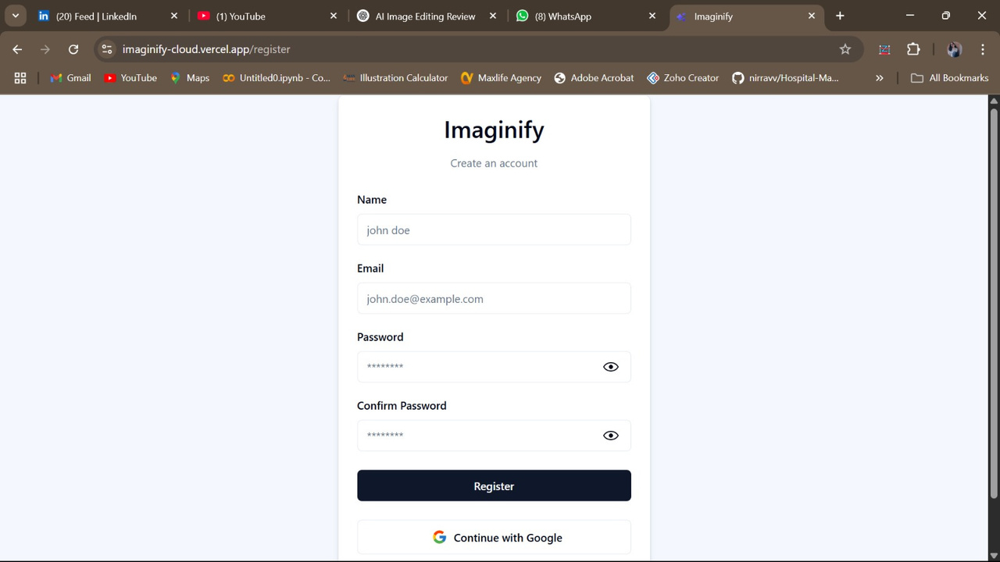 (20) Feed | LinkedIn
(1) YouTube
AI Image Editing Review
(8) WhatsApp
Imaginify
imaginify-cloud.vercel.app/register
Gmail
YouTube
Maps
Untitled0.ipynb - Co...
Illustration Calculator
Maxlife Agency
Adobe Acrobat
Zoho Creator
nirravv/Hospital-Ma...
»
All Bookmarks
Imaginify
Create an account
Name
john doe
Email
john.doe@example.com
Password
********
Confirm Password
********
Register
Continue with Google